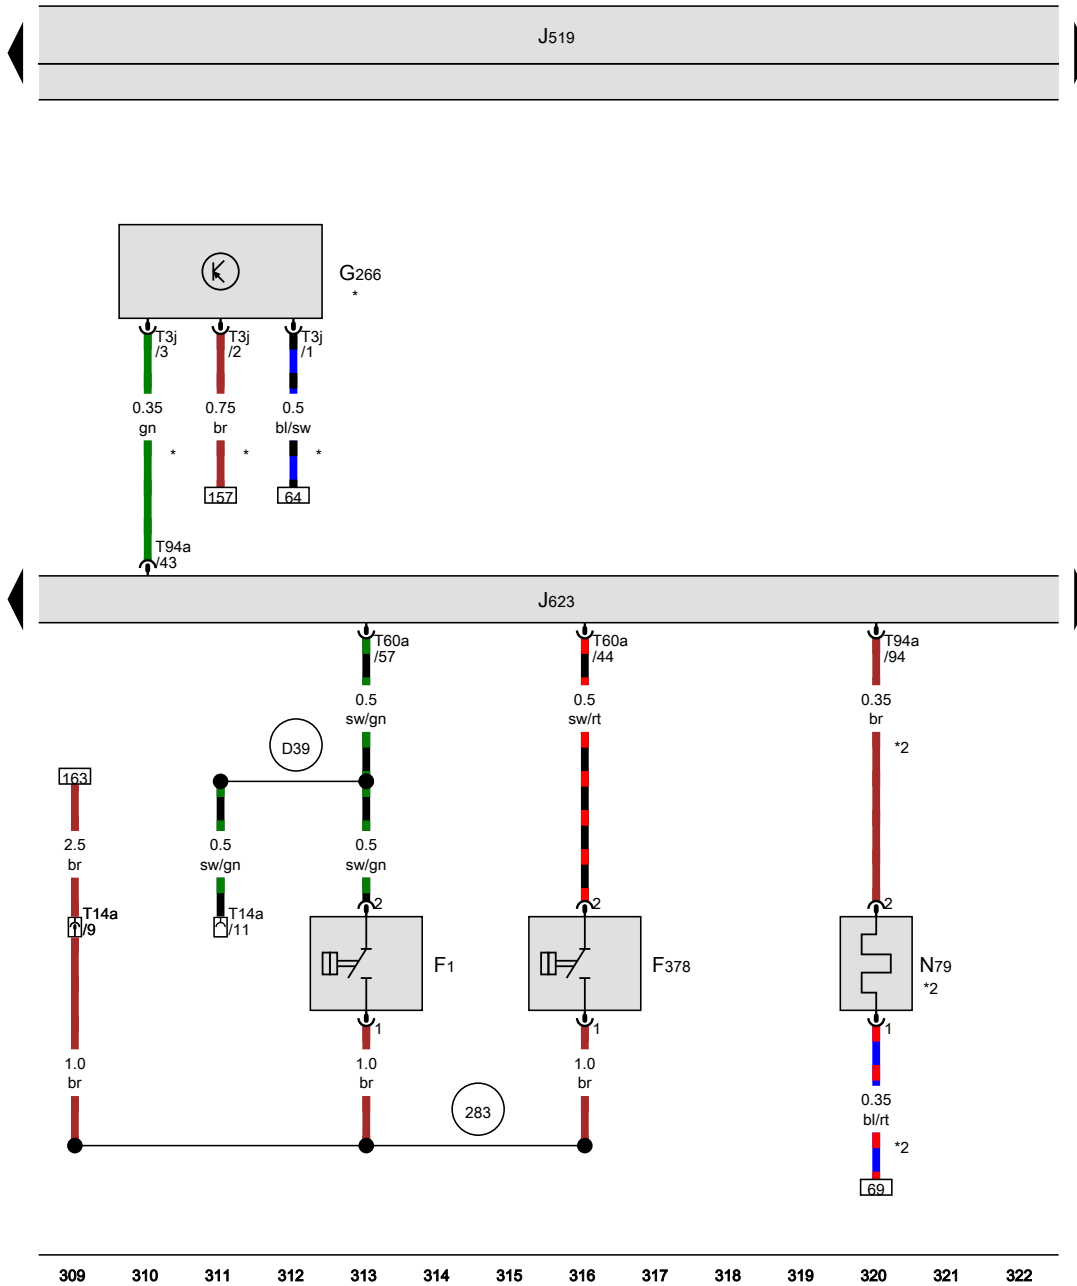 J519
G266
*
T3j
/3
T3j
/2
T3j
/1
0.35
gn
*
0.75
br
*
0.5
bl/sw
*
157
64
T94a
/43
J623
T60a
/57
T60a
/44
T94a
/94
0.5
sw/gn
0.5
sw/rt
0.35
br
*2
D39
163
2.5
br
0.5
sw/gn
0.5
sw/gn
T14a
/9
T14a
/11
2
2
2
F1
F378
N79
*2
1
1
1
1.0
br
1.0
br
1.0
br
283
0.35
bl/rt
*2
69
309 310 311 312 313 314 315 316 317 318 319 320 321 322